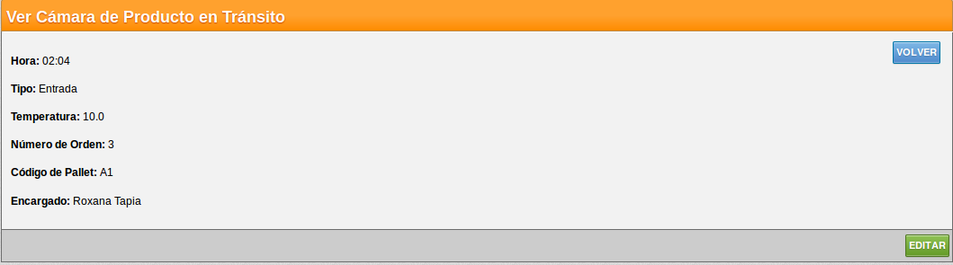 Ver Cámara de Producto en Tránsito
VOLVER
Hora: 02:04
Tipo: Entrada
Temperatura: 10.0
Número de Orden: 3
Código de Pallet: A1
Encargado: Roxana Tapia
EDITAR